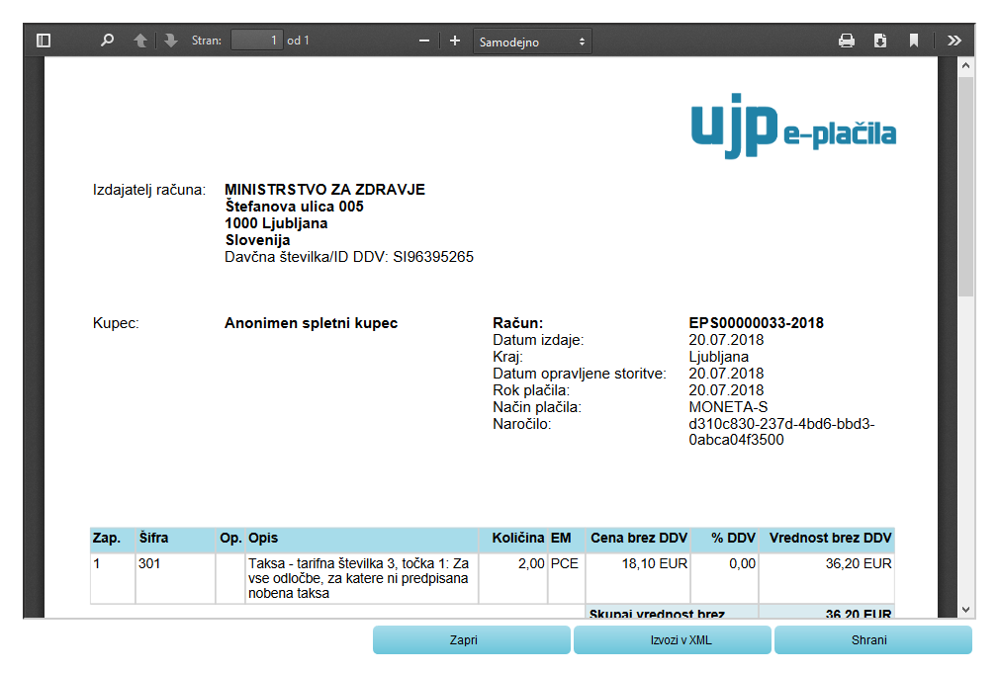 Stran: 1 od 1 Samodejno
ujp e-plačila
Izdajatelj računa: MINISTRSTVO ZA ZDRAVJE
Štefanova ulica 005
1000 Ljubljana
Slovenija
Davčna številka/ID DDV: SI96395265
Kupec: Anonimen spletni kupec
Račun: EPS00000033-2018
Datum izdaje: 20.07.2018
Kraj: Ljubljana
Datum opravljene storitve: 20.07.2018
Rok plačila: 20.07.2018
Način plačila: MONETA-S
Naročilo: d310c830-237d-4bd6-bbd3-
0abca04f3500
Zap. Šifra Op. Opis Količina EM Cena brez DDV % DDV Vrednost brez DDV
1 301 Taksa - tarifna številka 3, točka 1: Za 2,00 PCE 18,10 EUR 0,00 36,20 EUR
vse odločbe, za katere ni predpisana
nobena taksa
Skupaj vrednost brez 36,20 EUR
Zapri Izvozi v XML Shrani